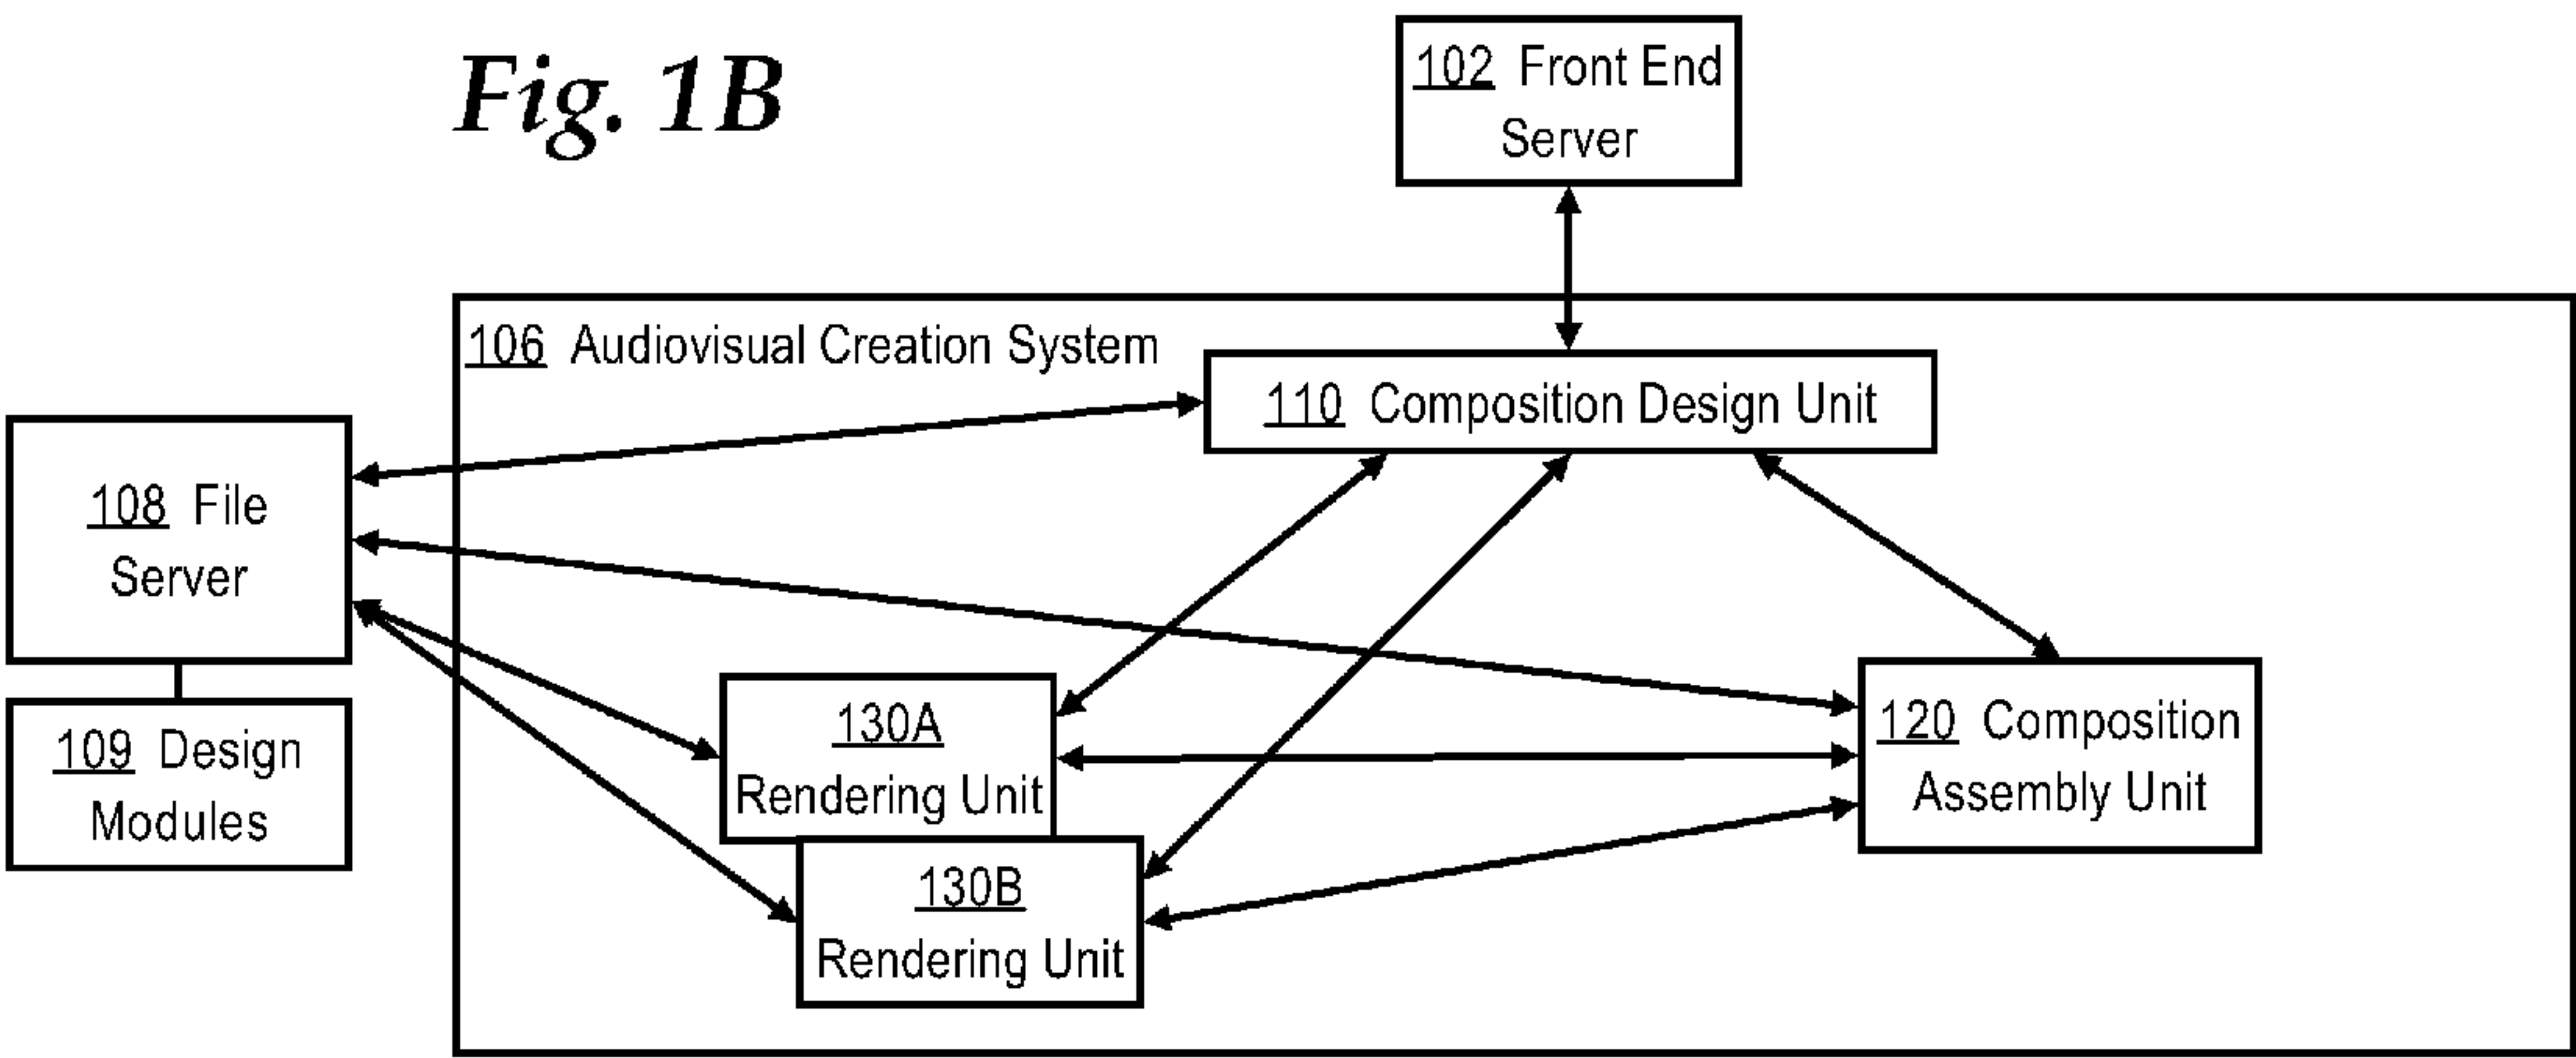 Fig. 1B
102 Front End
Server
106 Audiovisual Creation System
110 Composition Design Unit
108 File
Server
109 Design
Modules
130A
Rendering Unit
130B
Rendering Unit
120 Composition
Assembly Unit